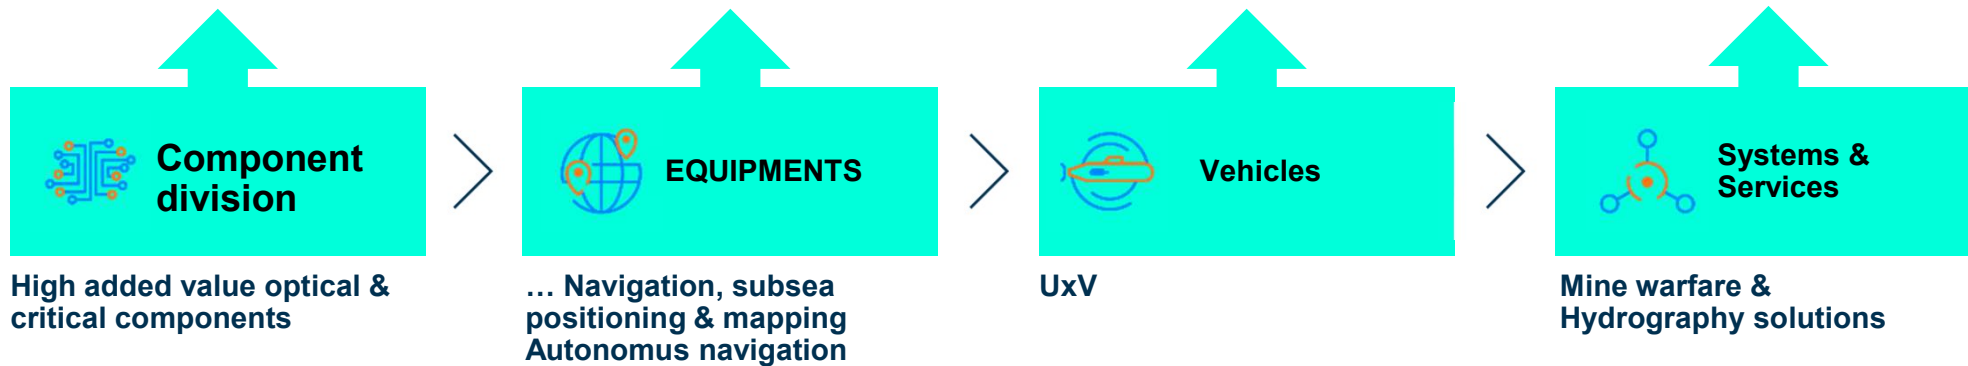 Component
division
EQUIPMENTS
Vehicles
Systems &
Services
High added value optical &
critical components
… Navigation, subsea
positioning & mapping
Autonomus navigation
UxV
Mine warfare &
Hydrography solutions